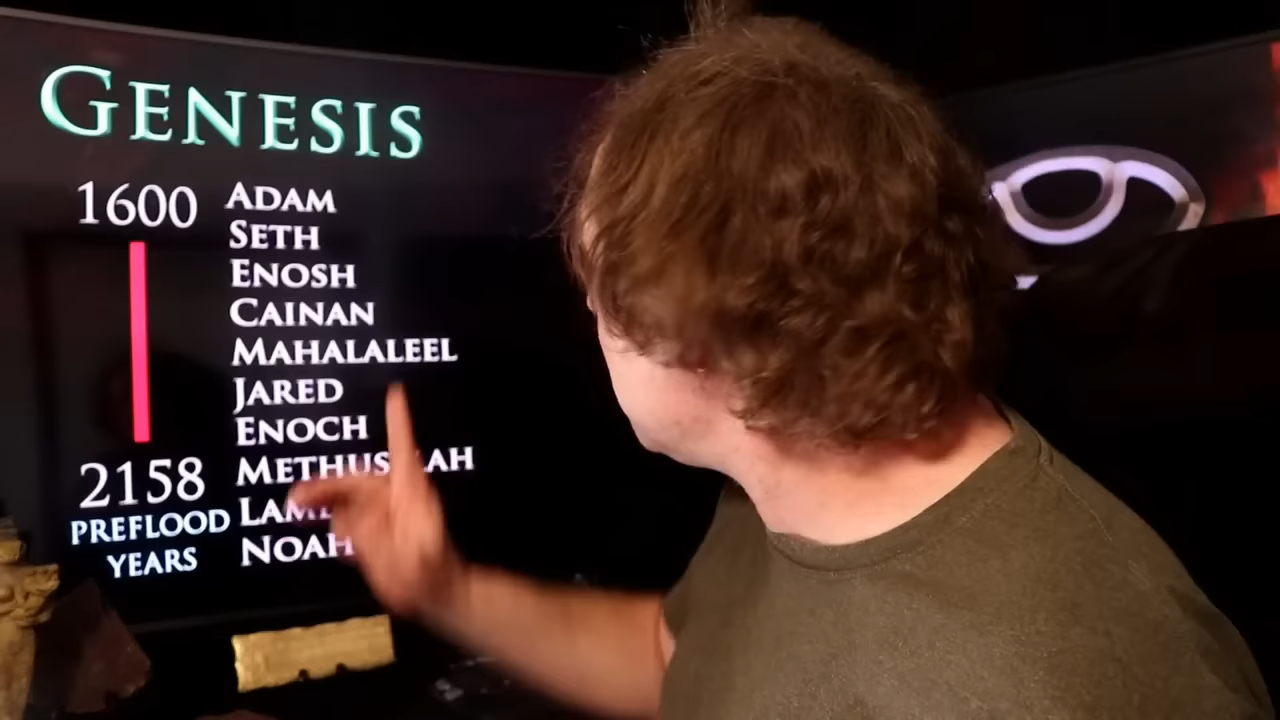 GENESIS
1600
ADAM
SETH
ENOSH
CAINAN
MAHALALEEL
JARED
ENOCH
NOAH
2158
PREFLOOD
YEARS